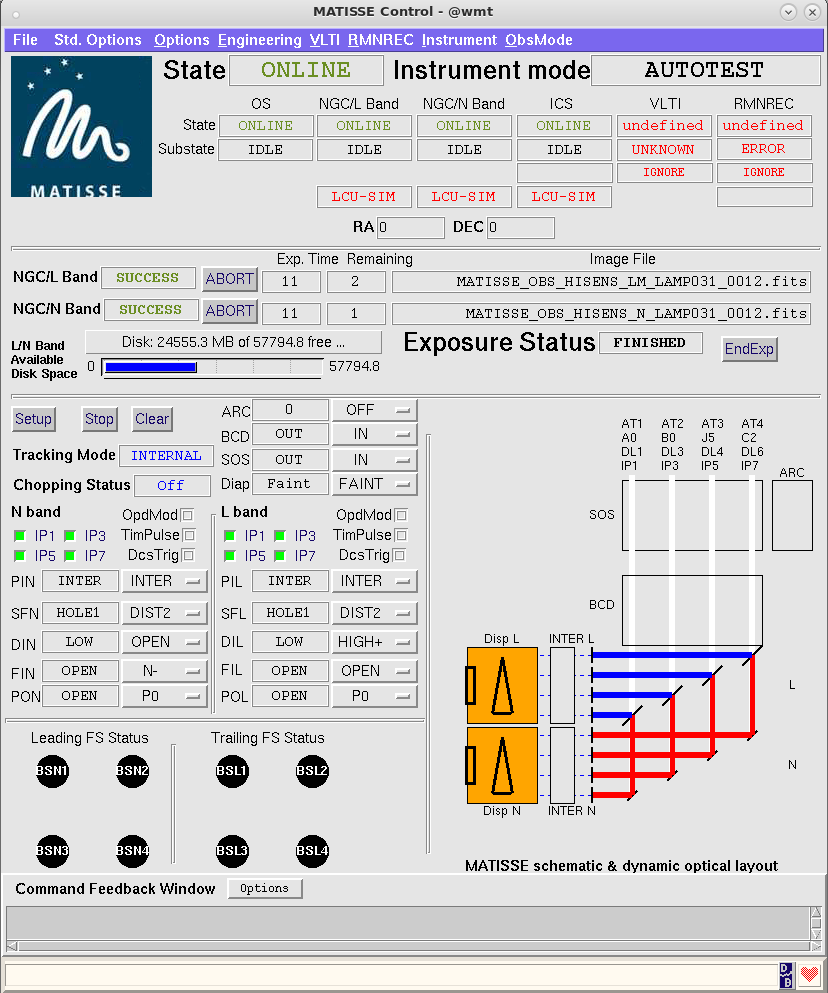 MATISSE Control - @wmt
File Std. Options Options Engineering VLTI RMNREC Instrument ObsMode
MATISSE
State ONLINE Instrument mode AUTOTEST
OS NGC/L Band NGC/N Band ICS VLTI RMNREC
State ONLINE ONLINE ONLINE ONLINE undefined undefined
Substate IDLE IDLE IDLE IDLE UNKNOWN ERROR
IGNORE IGNORE
LCU-SIM LCU-SIM LCU-SIM
RA 0 DEC 0
Exp. Time Remaining Image File
NGC/L Band SUCCESS ABORT 11 2 MATISSE_OBS_HISENS_LM_LAMP031_0012.fits
NGC/N Band SUCCESS ABORT 11 1 MATISSE_OBS_HISENS_N_LAMP031_0012.fits
L/N Band
Available
Disk Space
Disk: 24555.3 MB of 57794.8 free ...
0 57794.8
Exposure Status FINISHED EndExp
Setup Stop Clear
Tracking Mode INTERNAL
Chopping Status Off
ARC 0 OFF
BCD OUT IN
SOS OUT IN
Diap Faint FAINT
N band OpdMod
IP1 IP3 TimPulse
IP5 IP7 DcsTrig
PIN INTER INTER
SFN HOLE1 DIST2
DIN LOW OPEN
FIN OPEN N-
PON OPEN P0
L band OpdMod
IP1 IP3 TimPulse
IP5 IP7 DcsTrig
PIL INTER INTER
SFL HOLE1 DIST2
DIL LOW HIGH+
FIL OPEN OPEN
POL OPEN P0
Leading FS Status Trailing FS Status
BSN1 BSN2 BSL1 BSL2
BSN3 BSN4 BSL3 BSL4
AT1 AT2 AT3 AT4
A0 B0 J5 C2
DL1 DL3 DL4 DL6
IP1 IP3 IP5 IP7
ARC
SOS
BCD
Disp L INTER L
L
N
Disp N INTER N
MATISSE schematic & dynamic optical layout
Command Feedback Window Options
D
D